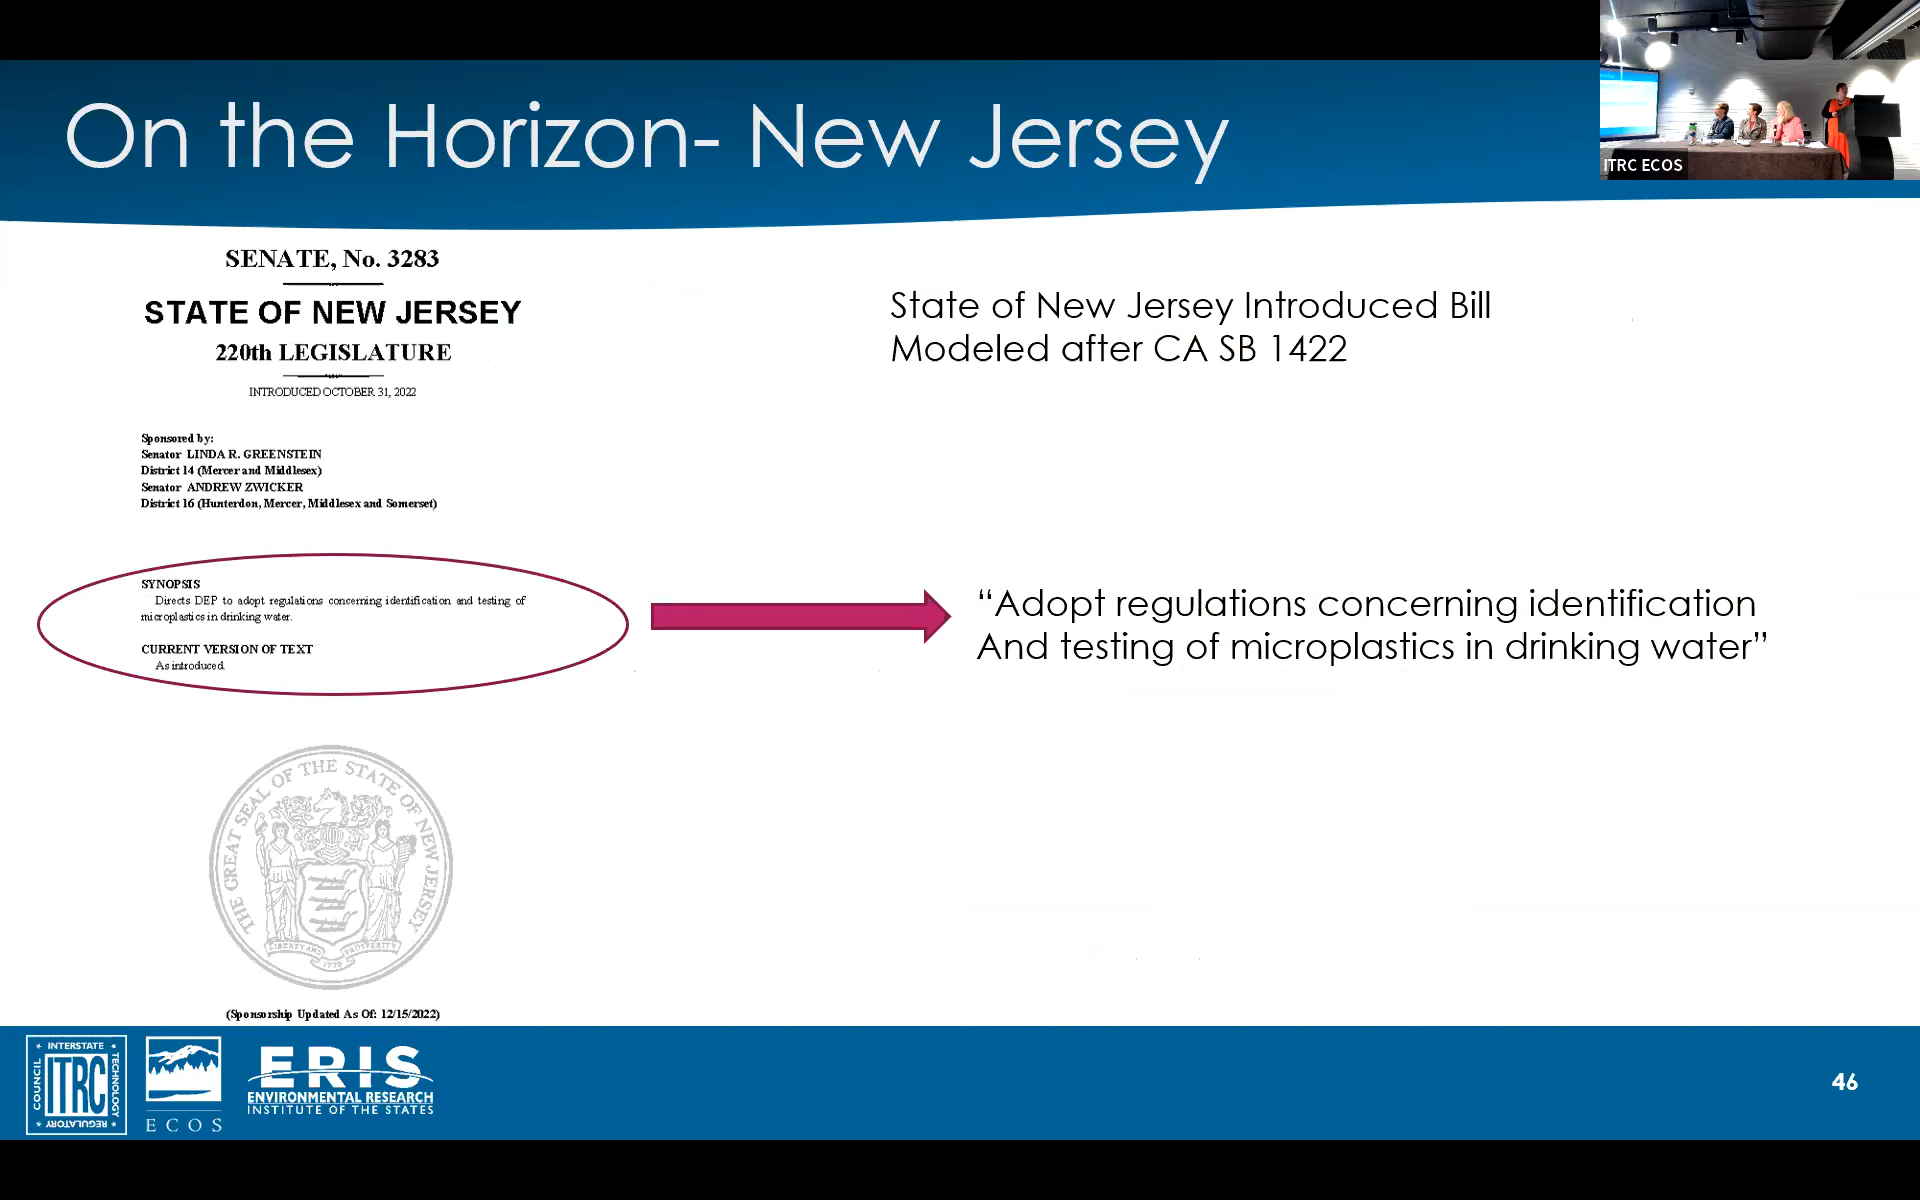 On the Horizon- New Jersey
ITRC ECOS
SENATE, No. 3283
STATE OF NEW JERSEY
220th LEGISLATURE
INTRODUCED OCTOBER 31, 2022
Sponsored by:
Senator LINDA R. GREENSTEIN
District 14 (Mercer and Middlesex)
Senator ANDREW ZWICKER
District 16 (Hunterdon, Mercer, Middlesex and Somerset)
SYNOPSIS
Directs DEP to adopt regulations concerning identification and testing of
microplastics in drinking water.
CURRENT VERSION OF TEXT
As introduced.
THE GREAT SEAL OF THE STATE OF NEW JERSEY
LIBERTY AND PROSPERITY
1776
(Sponsorship Updated As Of: 12/15/2022)
State of New Jersey Introduced Bill
Modeled after CA SB 1422
“Adopt regulations concerning identification
And testing of microplastics in drinking water”
INTERSTATE
TECHNOLOGY
REGULATORY
COUNCIL
ITRC
ECOS
ERIS
ENVIRONMENTAL RESEARCH
INSTITUTE OF THE STATES
46